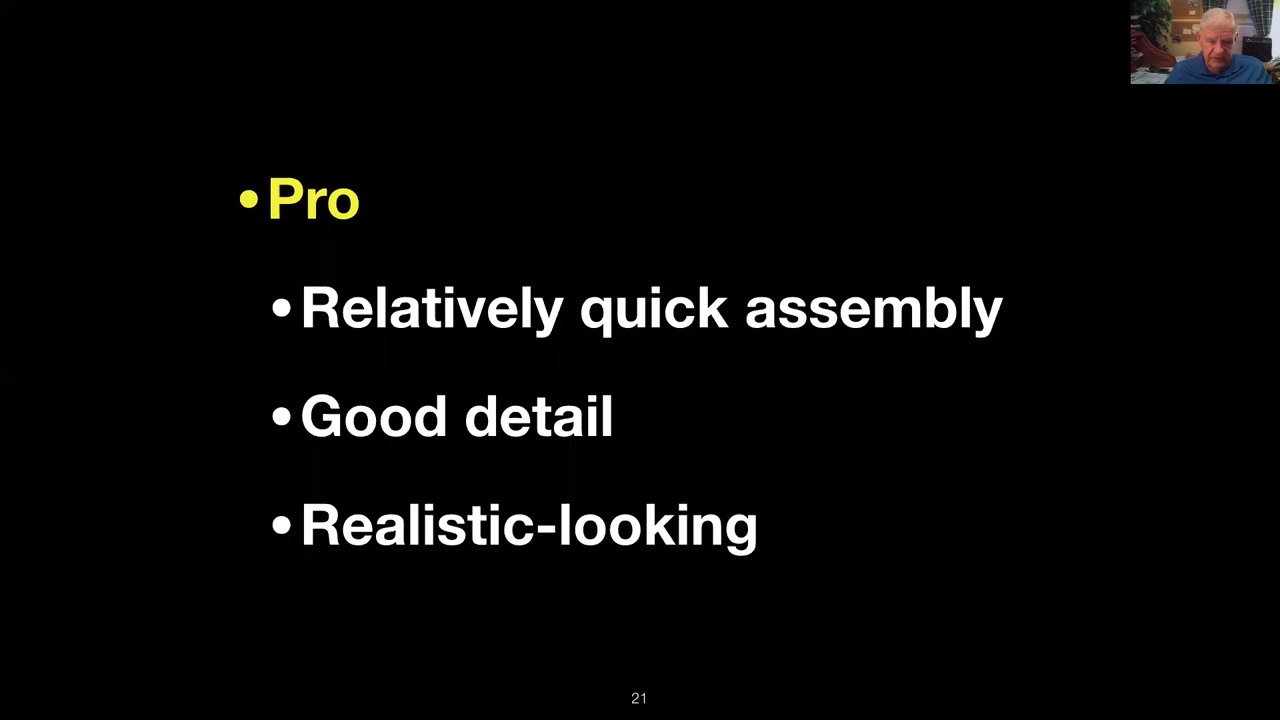 •Pro
•Relatively quick assembly
•Good detail
•Realistic-looking
21